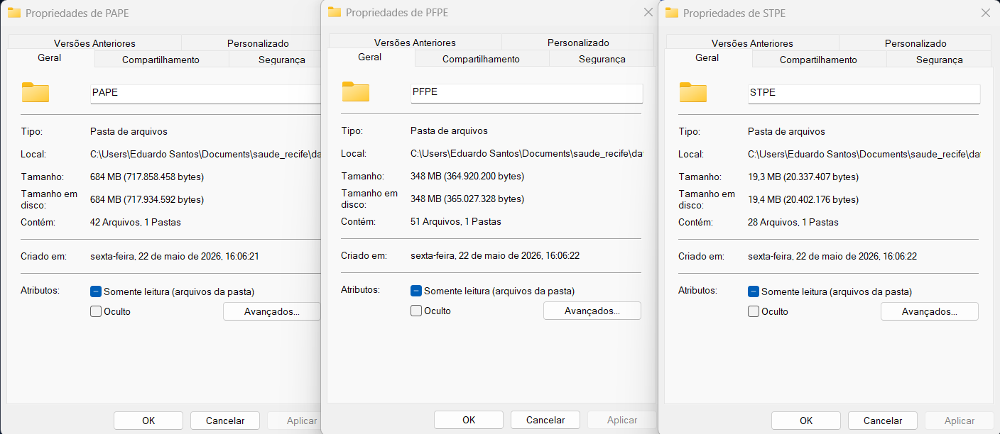 Propriedades de PAPE
Versões Anteriores
Personalizado
Geral
Compartilhamento
Segurança
PAPE
Tipo:
Pasta de arquivos
Local:
C:\Users\Eduardo Santos\Documents\saude_recife\da
Tamanho:
684 MB (717.858.458 bytes)
Tamanho em
disco:
684 MB (717.934.592 bytes)
Contém:
42 Arquivos, 1 Pastas
Criado em:
sexta-feira, 22 de maio de 2026, 16:06:21
Atributos:
Somente leitura (arquivos da pasta)
Oculto
Avançados...
OK
Cancelar
Aplicar
Propriedades de PFPE
Versões Anteriores
Personalizado
Geral
Compartilhamento
Segurança
PFPE
Tipo:
Pasta de arquivos
Local:
C:\Users\Eduardo Santos\Documents\saude_recife\da
Tamanho:
348 MB (364.920.200 bytes)
Tamanho em
disco:
348 MB (365.027.328 bytes)
Contém:
51 Arquivos, 1 Pastas
Criado em:
sexta-feira, 22 de maio de 2026, 16:06:22
Atributos:
Somente leitura (arquivos da pasta)
Oculto
Avançados...
OK
Cancelar
Aplicar
Propriedades de STPE
Versões Anteriores
Personalizado
Geral
Compartilhamento
Segurança
STPE
Tipo:
Pasta de arquivos
Local:
C:\Users\Eduardo Santos\Documents\saude_recife\da
Tamanho:
19,3 MB (20.337.407 bytes)
Tamanho em
disco:
19,4 MB (20.402.176 bytes)
Contém:
28 Arquivos, 1 Pastas
Criado em:
sexta-feira, 22 de maio de 2026, 16:06:22
Atributos:
Somente leitura (arquivos da pasta)
Oculto
Avançados...
OK
Cancelar
Aplicar